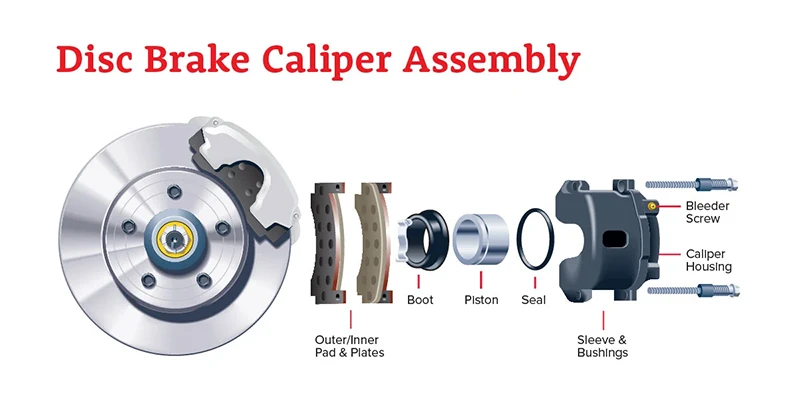 Disc Brake Caliper Assembly
Bleeder
Screw
Caliper
Housing
Boot
Piston
Seal
Outer/Inner
Pad & Plates
Sleeve &
Bushings